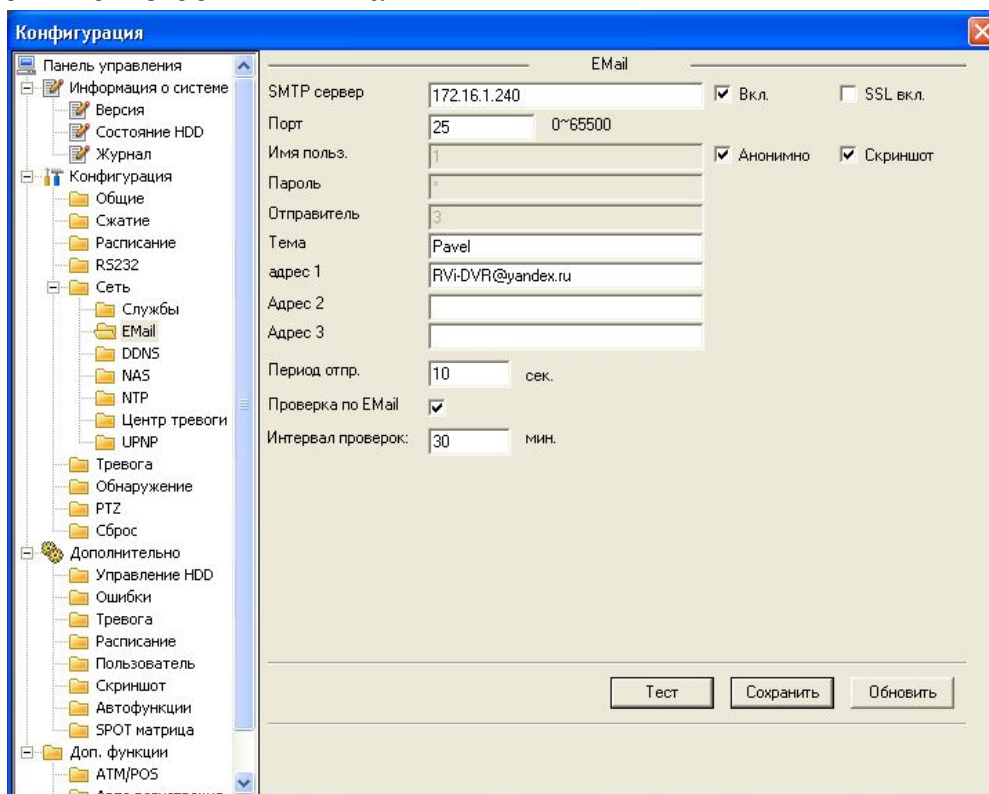 Конфигурация
Панель управления
Информация о системе
Версия
Состояние HDD
Журнал
Конфигурация
Общие
Сжатие
Расписание
RS232
Сеть
Службы
EMail
DDNS
NAS
NTP
Центр тревоги
UPNP
Тревога
Обнаружение
PTZ
Сброс
Дополнительно
Управление HDD
Ошибки
Тревога
Расписание
Пользователь
Скриншот
Автофункции
SPOT матрица
Доп. функции
ATM/POS
EMail
SMTP сервер 172.16.1.240 Вкл. SSL вкл.
Порт 25 0~65500
Имя польз. 1 Анонимно Скриншот
Пароль *
Отправитель 3
Тема Pavel
адрес 1 RVi-DVR@yandex.ru
Адрес 2
Адрес 3
Период отпр. 10 сек.
Проверка по EMail
Интервал проверок: 30 мин.
Тест Сохранить Обновить